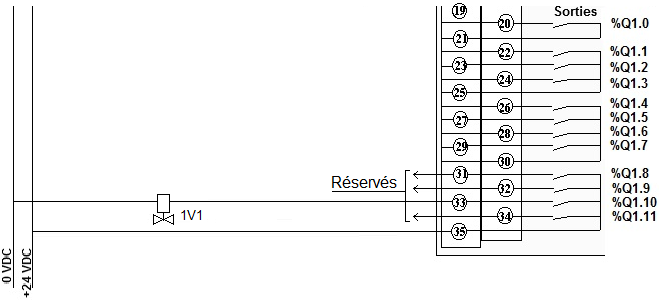 Sorties
19
20 %Q1.0
21
22 %Q1.1
23 %Q1.2
24 %Q1.3
25
26 %Q1.4
27 %Q1.5
28 %Q1.6
29 %Q1.7
30
31 %Q1.8
Réservés
32 %Q1.9
33 %Q1.10
1V1
34 %Q1.11
35
0 VDC
+24 VDC